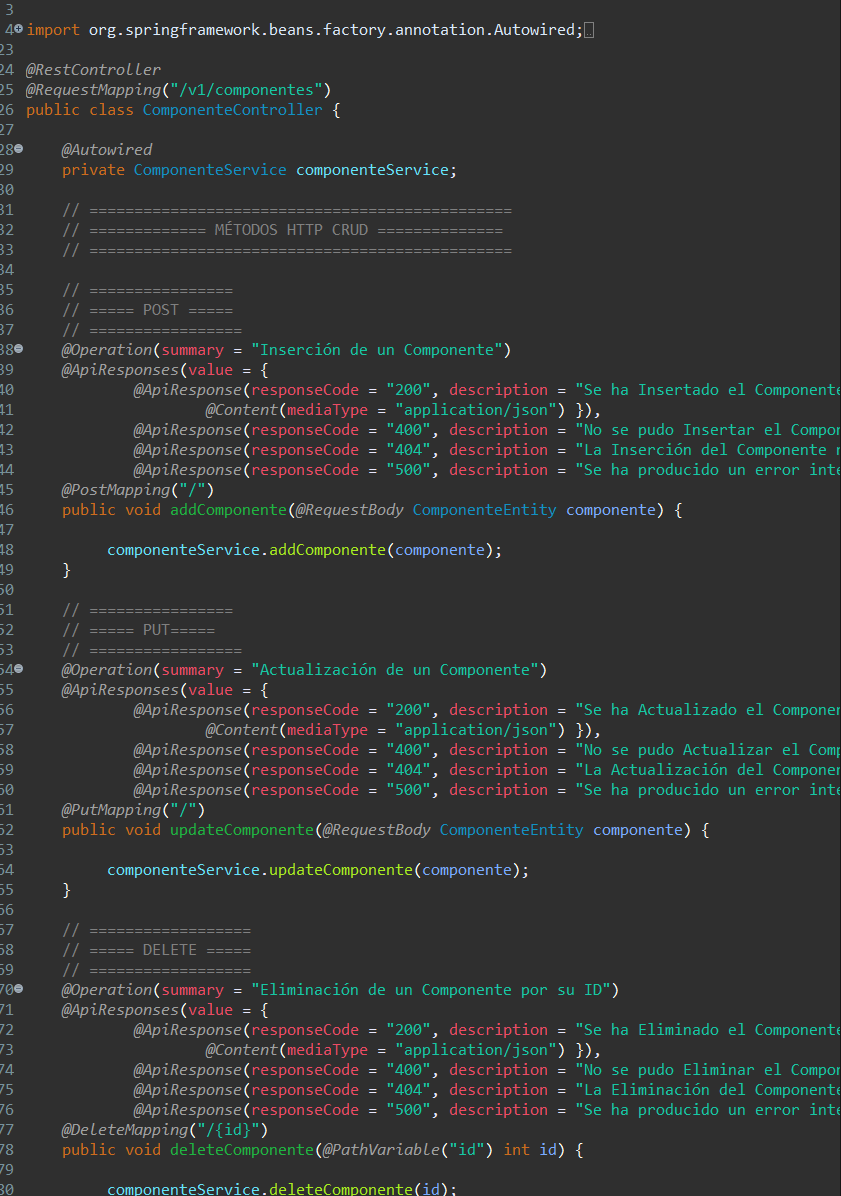 3
4 import org.springframework.beans.factory.annotation.Autowired;
23
24 @RestController
25 @RequestMapping("/v1/componentes")
26 public class ComponenteController {
27
28 @Autowired
29 private ComponenteService componenteService;
30
31 // ===============================================
32 // ============= MÉTODOS HTTP CRUD ==============
33 // ===============================================
34
35 // ================
36 // ===== POST =====
37 // =================
38 @Operation(summary = "Inserción de un Componente")
39 @ApiResponses(value = {
40 @ApiResponse(responseCode = "200", description = "Se ha Insertado el Componente
41 @Content(mediaType = "application/json") }),
42 @ApiResponse(responseCode = "400", description = "No se pudo Insertar el Compon
43 @ApiResponse(responseCode = "404", description = "La Inserción del Componente n
44 @ApiResponse(responseCode = "500", description = "Se ha producido un error inte
45 @PostMapping("/")
46 public void addComponente(@RequestBody ComponenteEntity componente) {
47
48 componenteService.addComponente(componente);
49 }
50
51 // ================
52 // ===== PUT=====
53 // =================
54 @Operation(summary = "Actualización de un Componente")
55 @ApiResponses(value = {
56 @ApiResponse(responseCode = "200", description = "Se ha Actualizado el Componen
57 @Content(mediaType = "application/json") }),
58 @ApiResponse(responseCode = "400", description = "No se pudo Actualizar el Comp
59 @ApiResponse(responseCode = "404", description = "La Actualización del Componen
60 @ApiResponse(responseCode = "500", description = "Se ha producido un error inte
61 @PutMapping("/")
62 public void updateComponente(@RequestBody ComponenteEntity componente) {
63
64 componenteService.updateComponente(componente);
65 }
66
67 // ==================
68 // ===== DELETE =====
69 // ==================
70 @Operation(summary = "Eliminación de un Componente por su ID")
71 @ApiResponses(value = {
72 @ApiResponse(responseCode = "200", description = "Se ha Eliminado el Componente
73 @Content(mediaType = "application/json") }),
74 @ApiResponse(responseCode = "400", description = "No se pudo Eliminar el Compon
75 @ApiResponse(responseCode = "404", description = "La Eliminación del Componente
76 @ApiResponse(responseCode = "500", description = "Se ha producido un error inte
77 @DeleteMapping("/{id}")
78 public void deleteComponente(@PathVariable("id") int id) {
79
80 componenteService.deleteComponente(id);